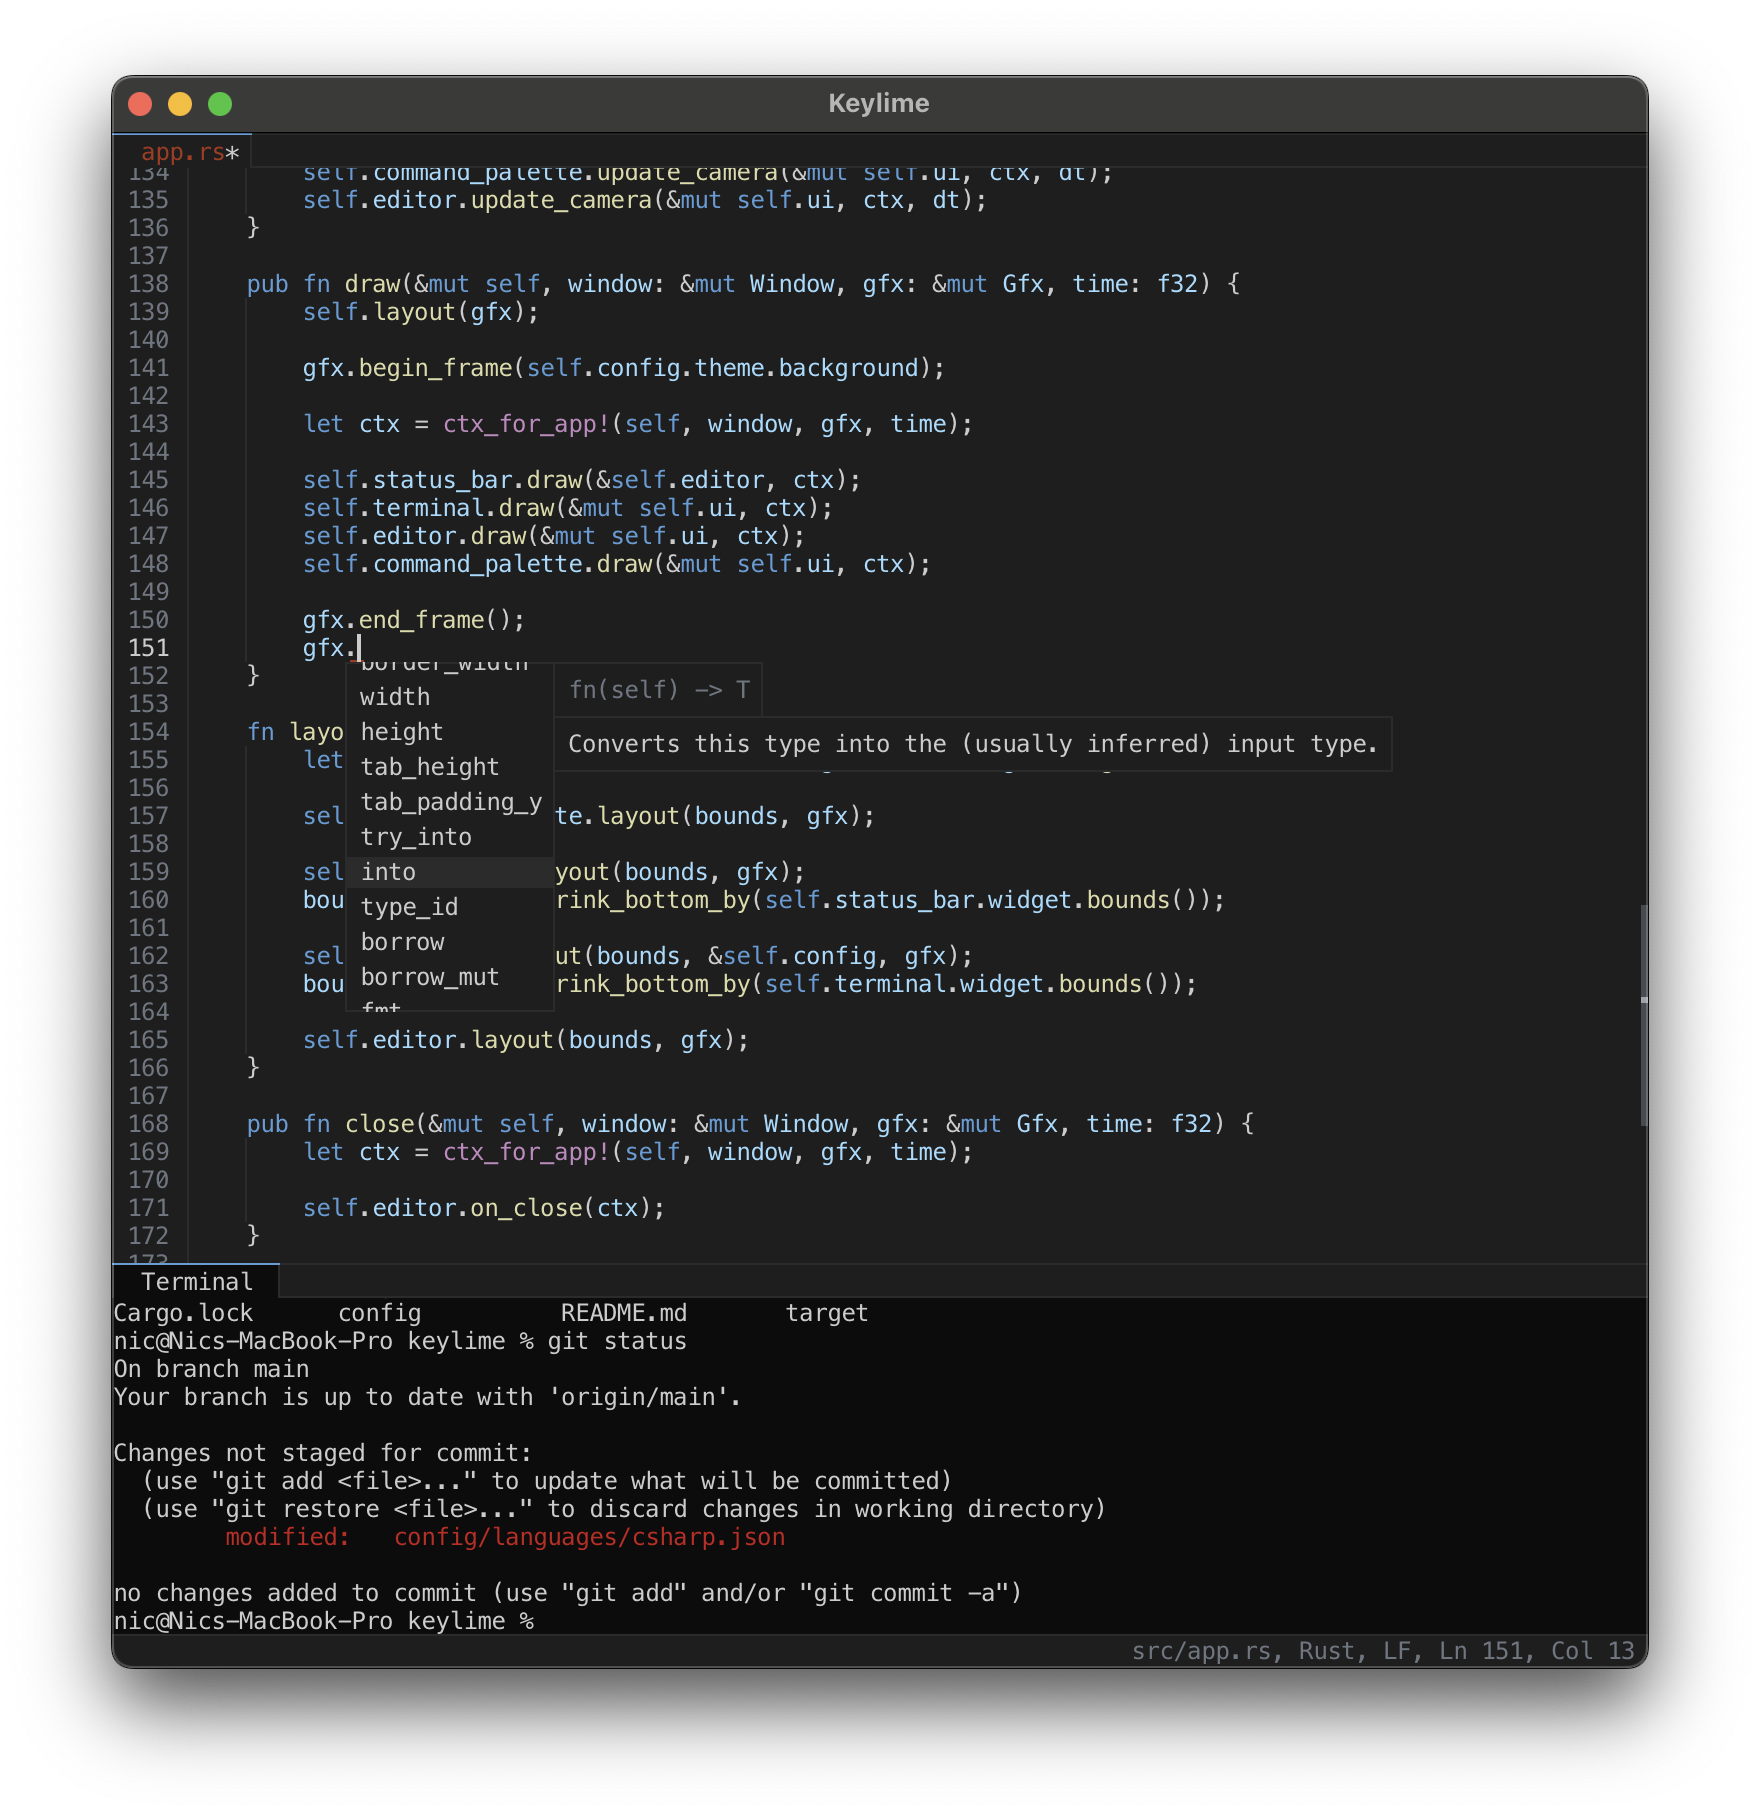 Keylime
app.rs*
134 self.command_palette.update_camera(&mut self.ui, ctx, dt);
135 self.editor.update_camera(&mut self.ui, ctx, dt);
136 }
137
138 pub fn draw(&mut self, window: &mut Window, gfx: &mut Gfx, time: f32) {
139 self.layout(gfx);
140
141 gfx.begin_frame(self.config.theme.background);
142
143 let ctx = ctx_for_app!(self, window, gfx, time);
144
145 self.status_bar.draw(&self.editor, ctx);
146 self.terminal.draw(&mut self.ui, ctx);
147 self.editor.draw(&mut self.ui, ctx);
148 self.command_palette.draw(&mut self.ui, ctx);
149
150 gfx.end_frame();
151 gfx.
border_width
152 }
width
fn(self) -> T
153
154 fn layo
height
Converts this type into the (usually inferred) input type.
155 let
tab_height
156
tab_padding_y
157 sel te.layout(bounds, gfx);
try_into
158
159 sel yout(bounds, gfx);
into
160 bou rink_bottom_by(self.status_bar.widget.bounds());
type_id
161
borrow
162 sel ut(bounds, &self.config, gfx);
borrow_mut
163 bou rink_bottom_by(self.terminal.widget.bounds());
fmt
164
165 self.editor.layout(bounds, gfx);
166 }
167
168 pub fn close(&mut self, window: &mut Window, gfx: &mut Gfx, time: f32) {
169 let ctx = ctx_for_app!(self, window, gfx, time);
170
171 self.editor.on_close(ctx);
172 }
173
Terminal
Cargo.lock config README.md target
nic@Nics-MacBook-Pro keylime % git status
On branch main
Your branch is up to date with 'origin/main'.
Changes not staged for commit:
(use "git add <file>..." to update what will be committed)
(use "git restore <file>..." to discard changes in working directory)
modified: config/languages/csharp.json
no changes added to commit (use "git add" and/or "git commit -a")
nic@Nics-MacBook-Pro keylime %
src/app.rs, Rust, LF, Ln 151, Col 13